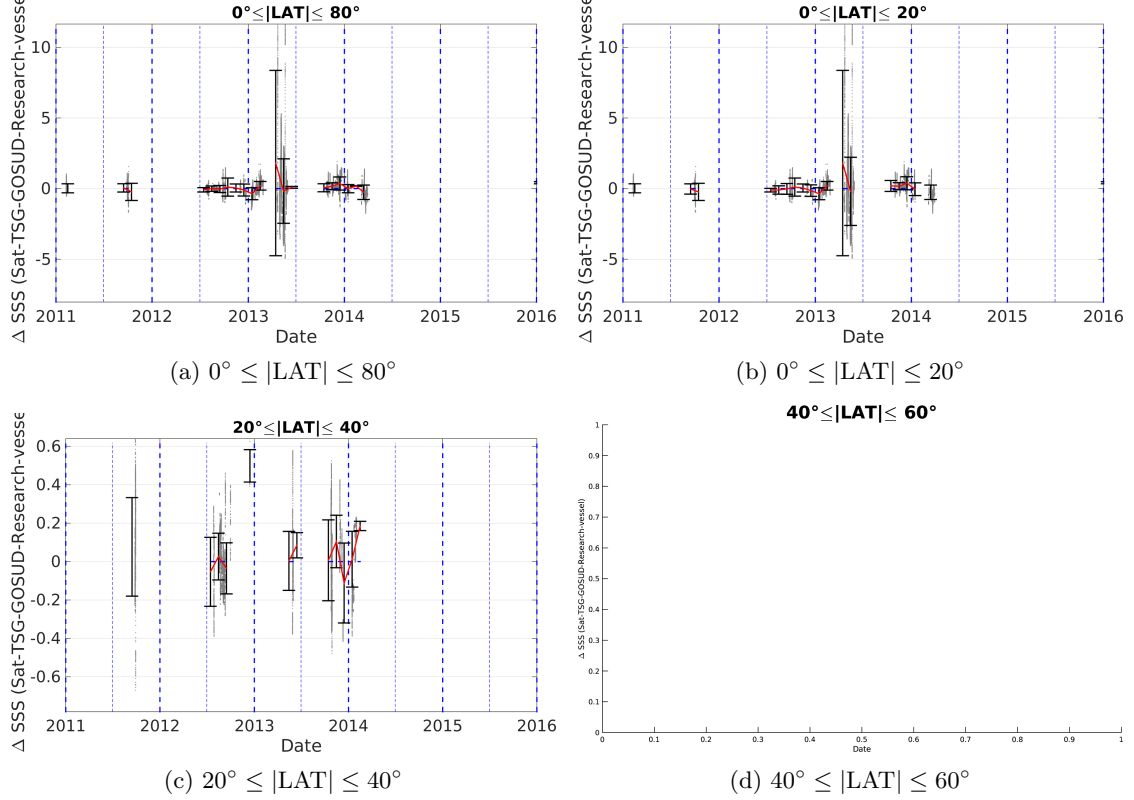 0°≤|LAT|≤ 80°
Δ SSS (Sat-TSG-GOSUD-Research-vessel)
10
5
0
-5
2011 2012 2013 2014 2015 2016
Date
(a) 0° ≤ |LAT| ≤ 80°
0°≤|LAT|≤ 20°
Δ SSS (Sat-TSG-GOSUD-Research-vessel)
10
5
0
-5
2011 2012 2013 2014 2015 2016
Date
(b) 0° ≤ |LAT| ≤ 20°
20°≤|LAT|≤ 40°
Δ SSS (Sat-TSG-GOSUD-Research-vesse
0.6
0.4
0.2
0
-0.2
-0.4
-0.6
2011 2012 2013 2014 2015 2016
Date
(c) 20° ≤ |LAT| ≤ 40°
40°≤|LAT|≤ 60°
Δ SSS (Sat-TSG-GOSUD-Research-vessel)
1
0.9
0.8
0.7
0.6
0.5
0.4
0.3
0.2
0.1
0
0 0.1 0.2 0.3 0.4 0.5 0.6 0.7 0.8 0.9 1
Date
(d) 40° ≤ |LAT| ≤ 60°